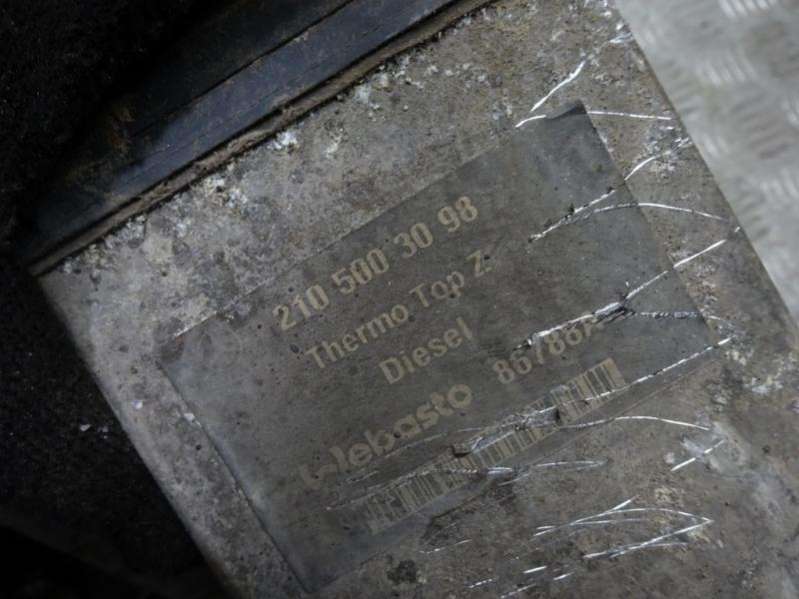 210 500 30 98
Thermo Top Z
Diesel
Webasto